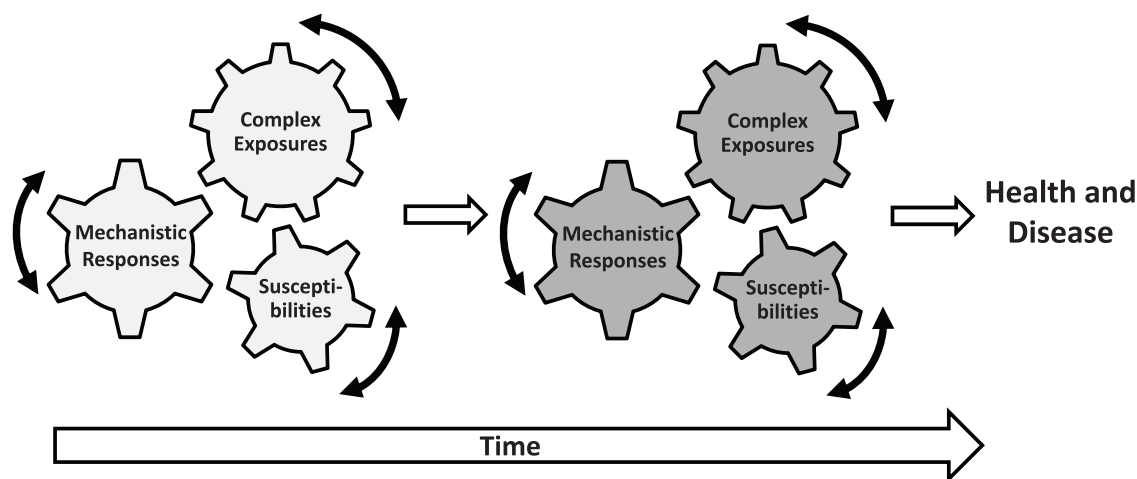 Complex
Exposures
Mechanistic
Responses
Suscepti-
bilities
Complex
Exposures
Mechanistic
Responses
Suscepti-
bilities
Health and
Disease
Time